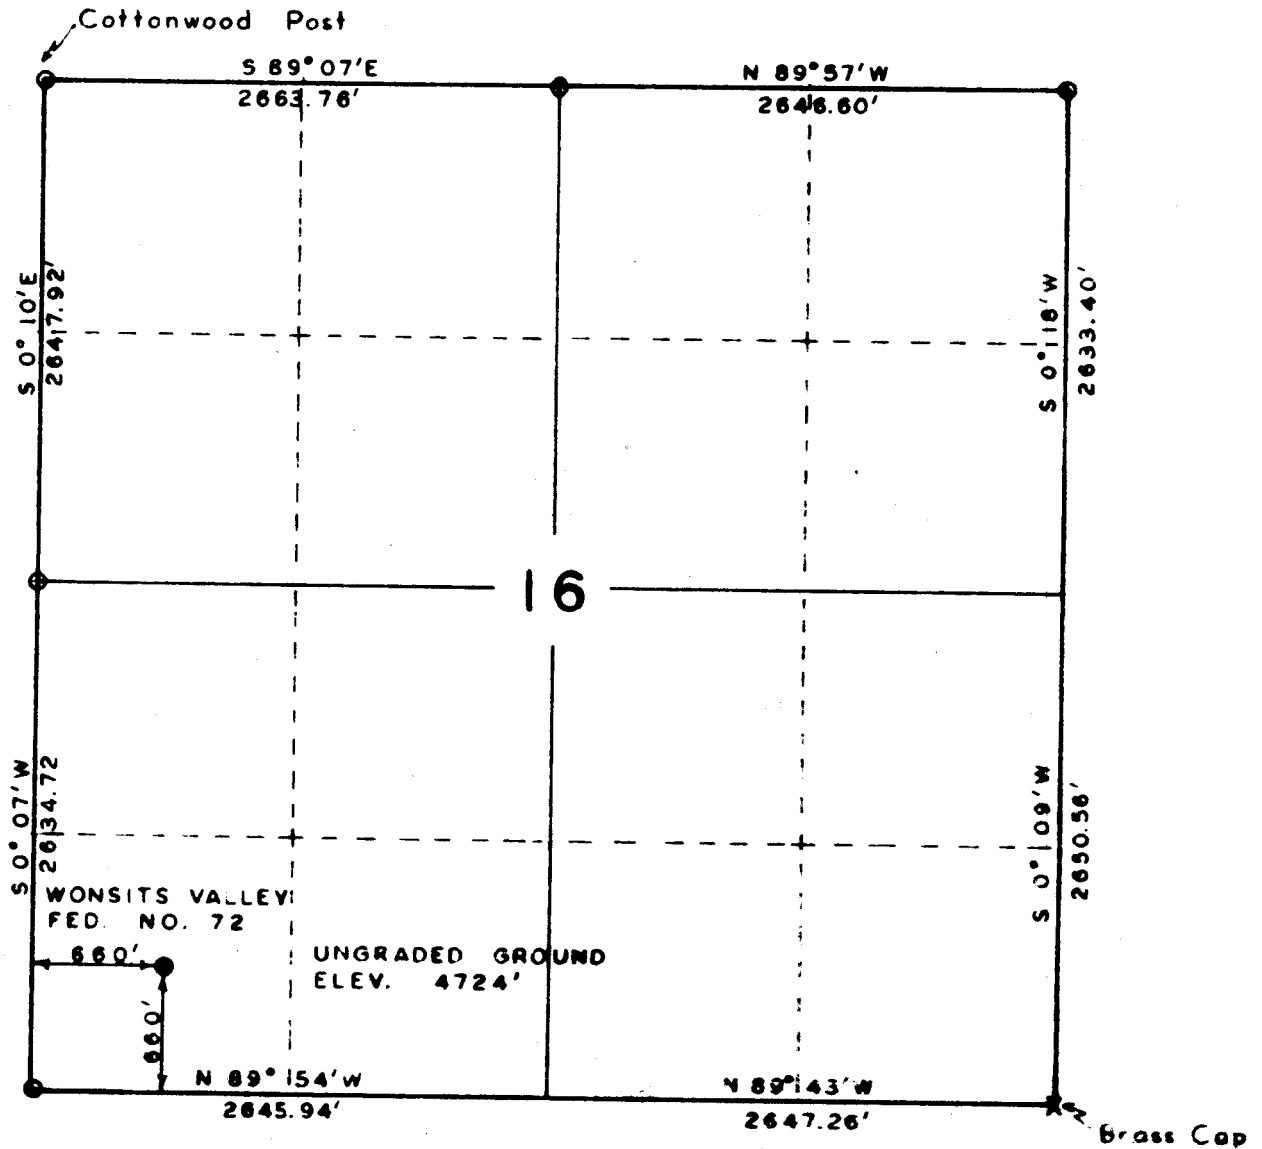 Cottonwood Post
S 89° 07' E
2663.76'
N 89° 57' W
2646.60'
S 0° 10' E
2647.92'
S 0° 18' W
2633.40'
16
S 0° 07' W
2634.72
S 0° 09' W
2650.56'
WONSITS VALLEY
FED. NO. 72
660'
660'
UNGRADED GROUND
ELEV. 4724'
N 89° 54' W
2645.94'
N 89° 43' W
2647.26'
Brass Cap